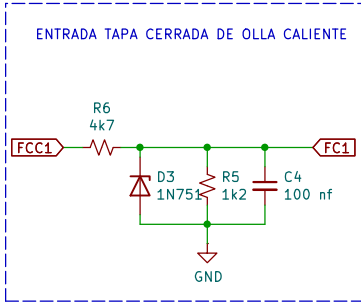 ENTRADA TAPA CERRADA DE OLLA CALIENTE
R6
4k7
FCC1
FC1
D3
1N751
R5
1k2
C4
100 nf
GND